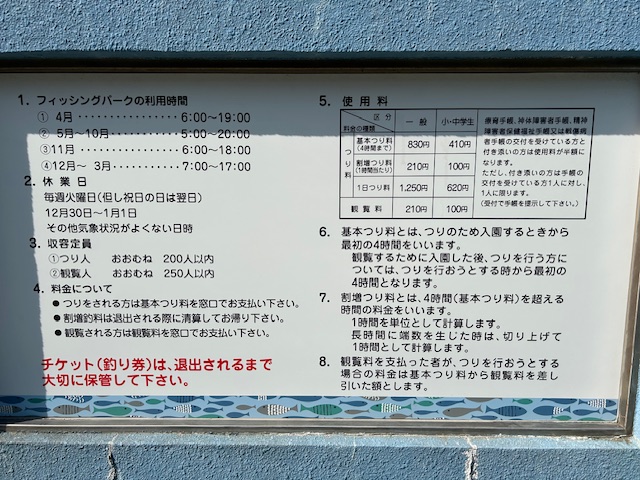 1. フィッシングパークの利用時間
① 4月 ・・・・・・・・・・・・・・・・ 6:00〜19:00
② 5月〜10月 ・・・・・・・・・・ 5:00〜20:00
③11月 ・・・・・・・・・・・・・・・・ 6:00〜18:00
④12月〜 3月 ・・・・・・・・・・ 7:00〜17:00
2. 休業日
毎週火曜日(但し祝日の日は翌日)
12月30日〜1月1日
その他気象状況がよくない日時
3. 収容定員
①つり人 おおむね 200人以内
②観覧人 おおむね 250人以内
4. 料金について
● つりをされる方は基本つり料を窓口でお支払い下さい。
● 割増釣料は退出される際に清算してお帰り下さい。
● 観覧される方は観覧料を窓口でお支払い下さい。
チケット(釣り券)は、退出されるまで
大切に保管して下さい。
5. 使用料
区分 一般 小・中学生
料金の種類
つり料
基本つり料 (4時間まで) 830円 410円
割増つり料 (1時間当たり) 210円 100円
1日つり料 1,250円 620円
観覧料 210円 100円
療育手帳、身体障害者手帳、精神
障害者保健福祉手帳又は戦傷病
者手帳の交付を受けている方と
付き添いの方は使用料が半額に
なります。
ただし、付き添いの方は手帳の
交付を受けている方1人に対し、
1人に限ります。
(受付で手帳を提示して下さい。)
6. 基本つり料とは、つりのため入園するときから
最初の4時間をいいます。
観覧するために入園した後、つりを行う方に
ついては、つりを行おうとする時から最初の
4時間となります。
7. 割増つり料とは、4時間(基本つり料)を超える
時間の料金をいいます。
1時間を単位として計算します。
長時間に端数を生じた時は、切り上げて
1時間として計算します。
8. 観覧料を支払った者が、つりを行おうとする
場合の料金は基本つり料から観覧料を差し
引いた額とします。